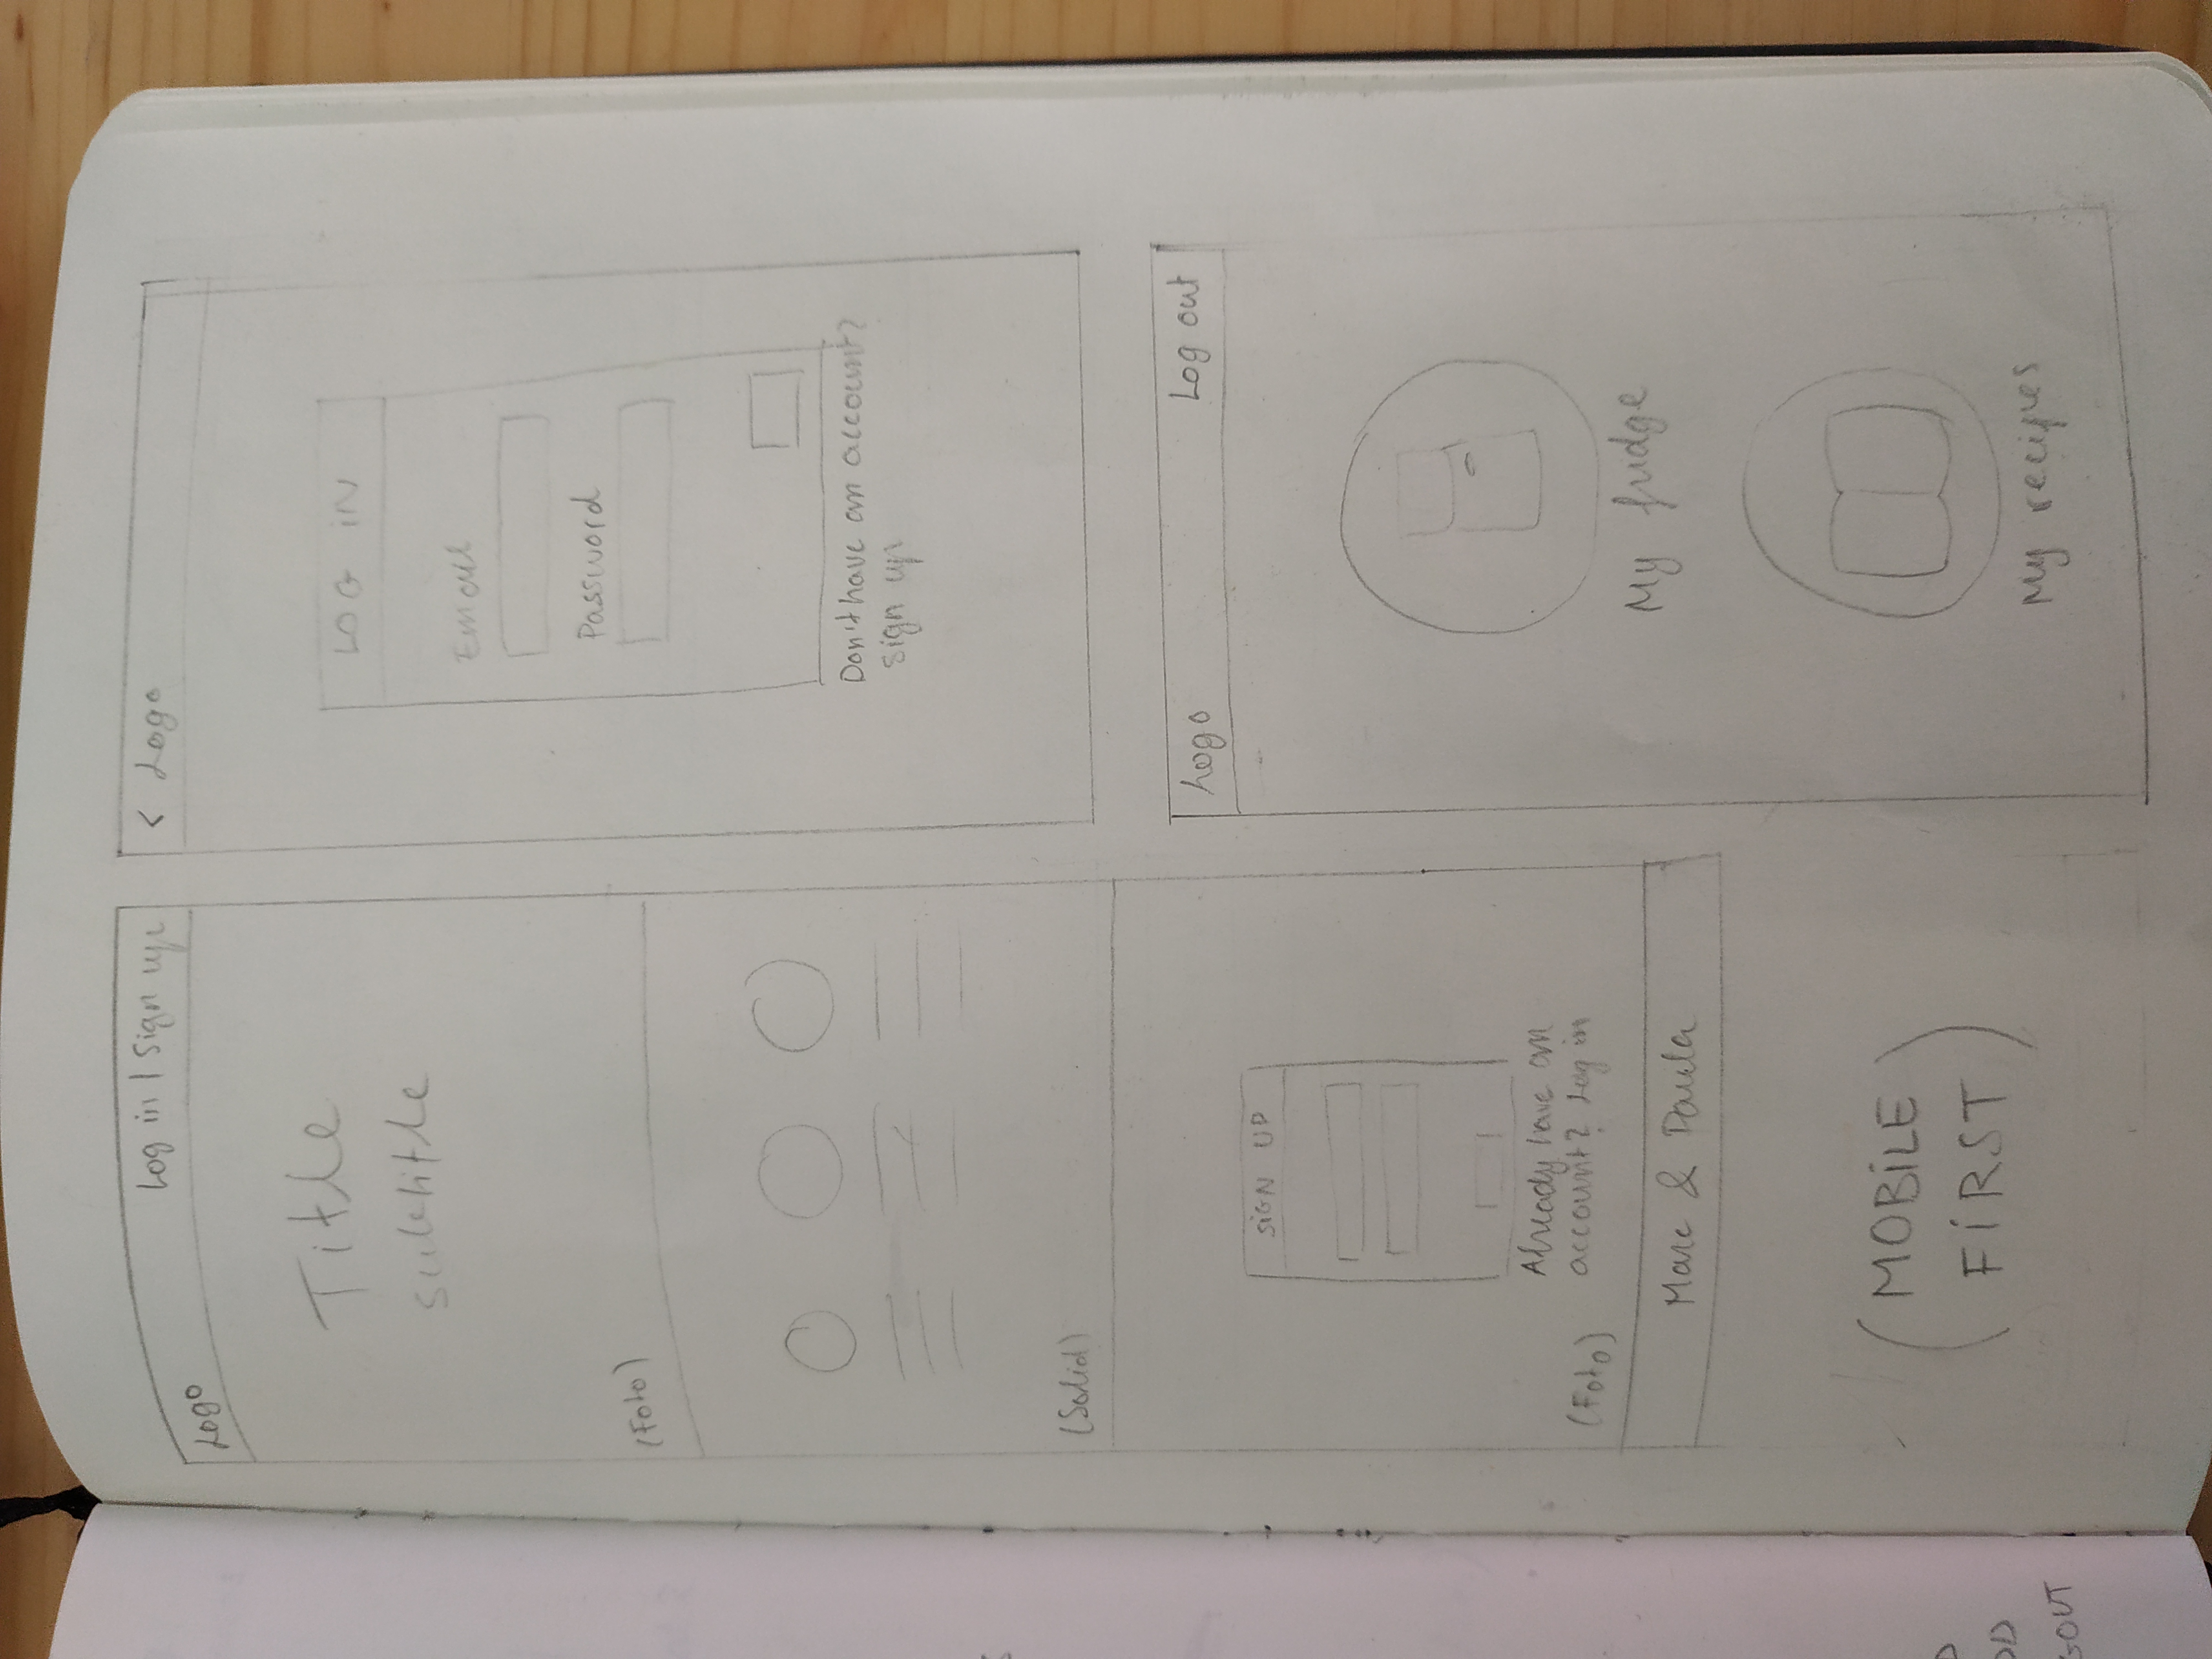 Log in | Sign up
Logo
Title
subtitle
(Foto)
(Solid)
SiGN UP
Already have an
account? Log in
(Foto)
Marc & Paula
(MOBiLE
FiRST)
< Logo
LOG iN
Email
Password
Don't have an account?
sign up
Logo
Log out
My fridge
My recipes
GOUT